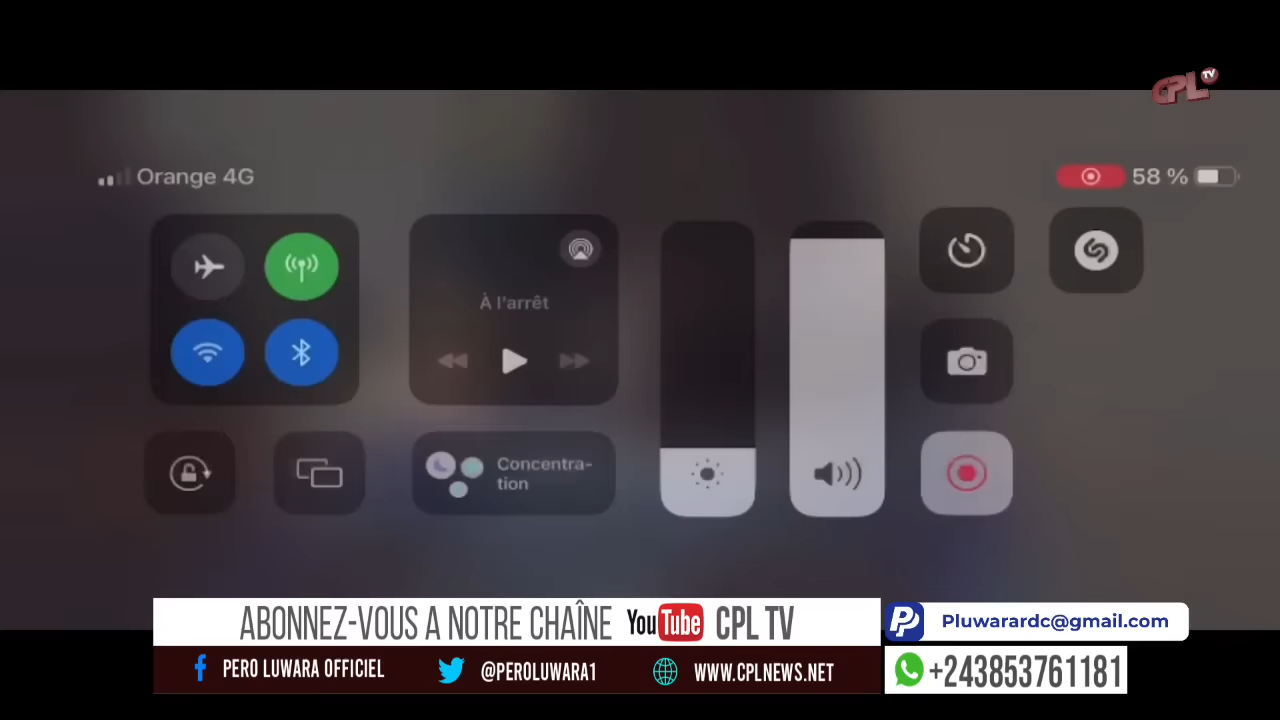 CPL TV
Orange 4G
58 %
À l'arrêt
Concentra-
tion
ABONNEZ-VOUS A NOTRE CHAÎNE YouTube CPL TV
Pluwarardc@gmail.com
PERO LUWARA OFFICIEL
@PEROLUWARA1
WWW.CPLNEWS.NET
+243853761181